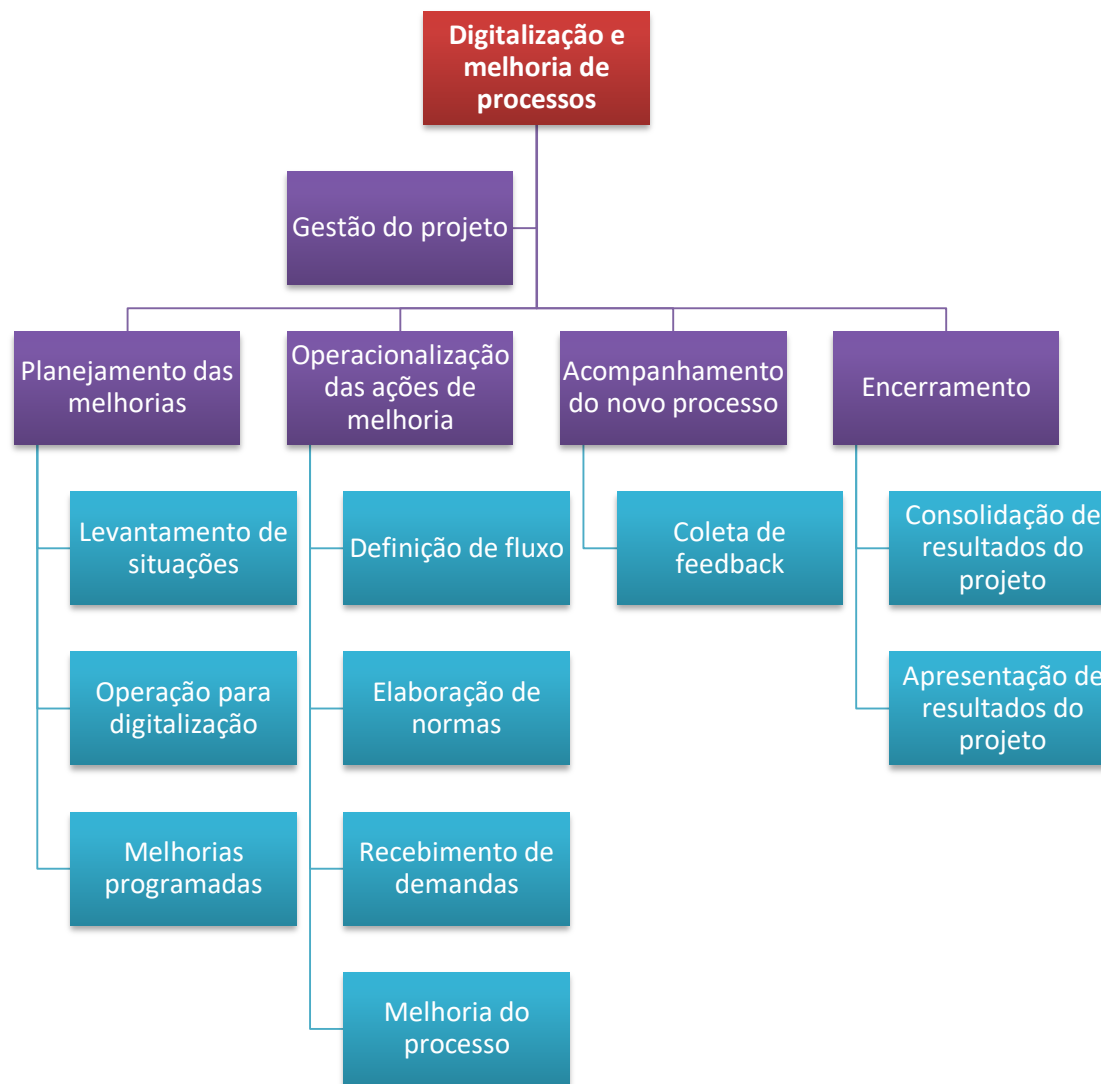 Digitalização e
melhoria de
processos
Gestão do projeto
Planejamento das
melhorias
Operacionalização
das ações de
melhoria
Acompanhamento
do novo processo
Encerramento
Levantamento de
situações
Operação para
digitalização
Melhorias
programadas
Definição de fluxo
Elaboração de
normas
Recebimento de
demandas
Melhoria do
processo
Coleta de
feedback
Consolidação de
resultados do
projeto
Apresentação de
resultados do
projeto